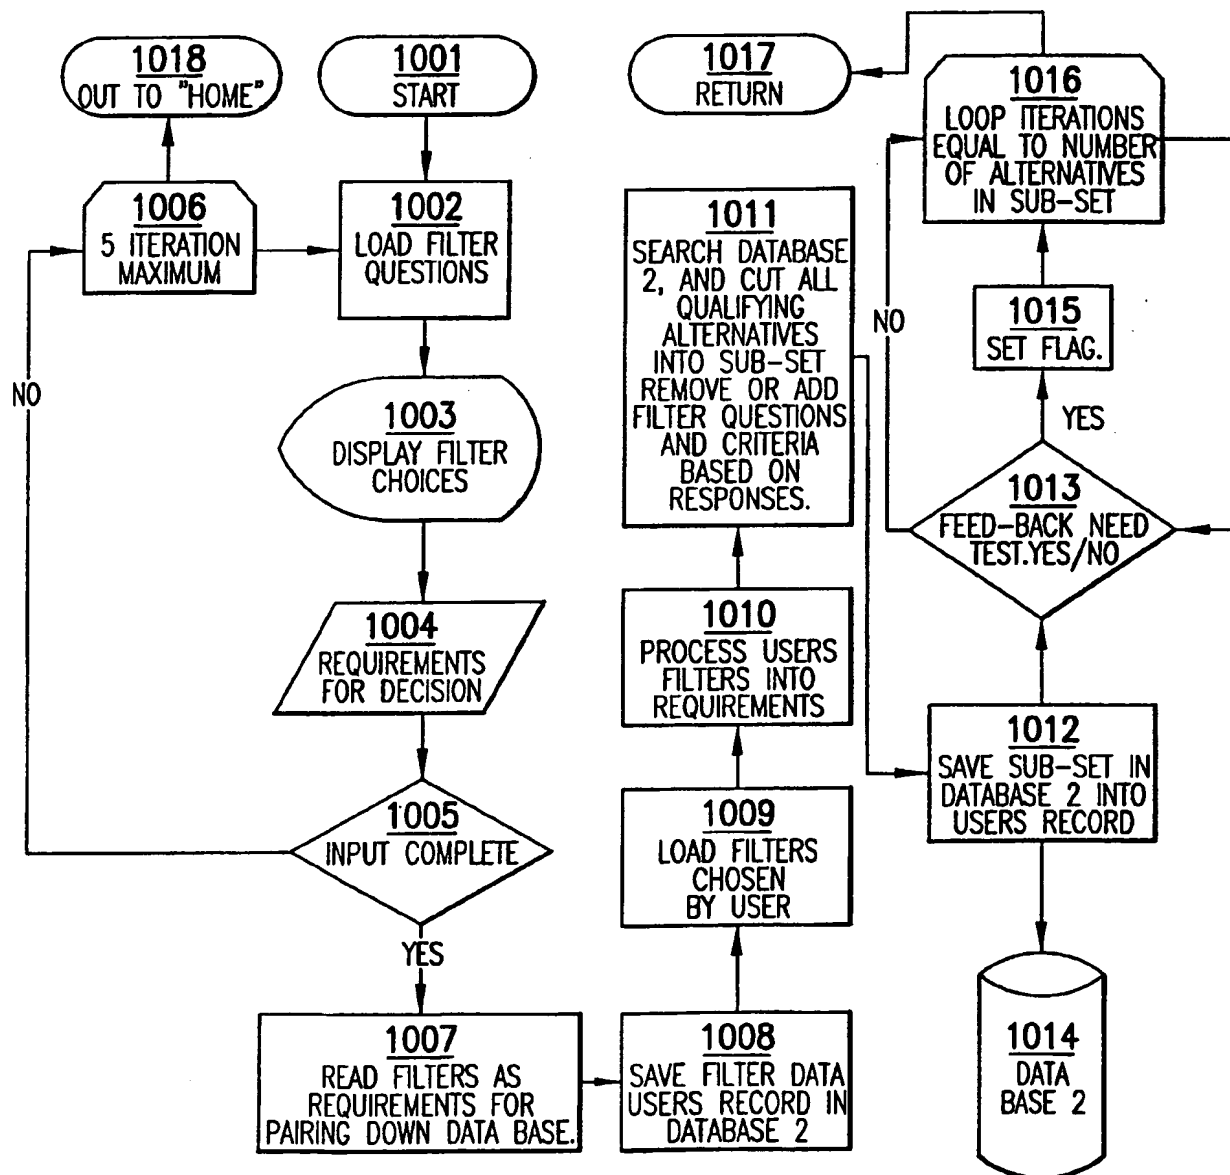 1018
OUT TO "HOME"
1001
START
1006
5 ITERATION
MAXIMUM
1002
LOAD FILTER
QUESTIONS
NO
1003
DISPLAY FILTER
CHOICES
1004
REQUIREMENTS
FOR DECISION
1005
INPUT COMPLETE
YES
1007
READ FILTERS AS
REQUIREMENTS FOR
PAIRING DOWN DATA BASE.
1008
SAVE FILTER DATA
USERS RECORD IN
DATABASE 2
1009
LOAD FILTERS
CHOSEN
BY USER
1010
PROCESS USERS
FILTERS INTO
REQUIREMENTS
1011
SEARCH DATABASE
2, AND CUT ALL
QUALIFYING
ALTERNATIVES
INTO SUB-SET
REMOVE OR ADD
FILTER QUESTIONS
AND CRITERIA
BASED ON
RESPONSES.
1017
RETURN
1016
LOOP ITERATIONS
EQUAL TO NUMBER
OF ALTERNATIVES
IN SUB-SET
1015
SET FLAG.
NO
YES
1013
FEED-BACK NEED
TEST.YES/NO
1012
SAVE SUB-SET IN
DATABASE 2 INTO
USERS RECORD
1014
DATA
BASE 2